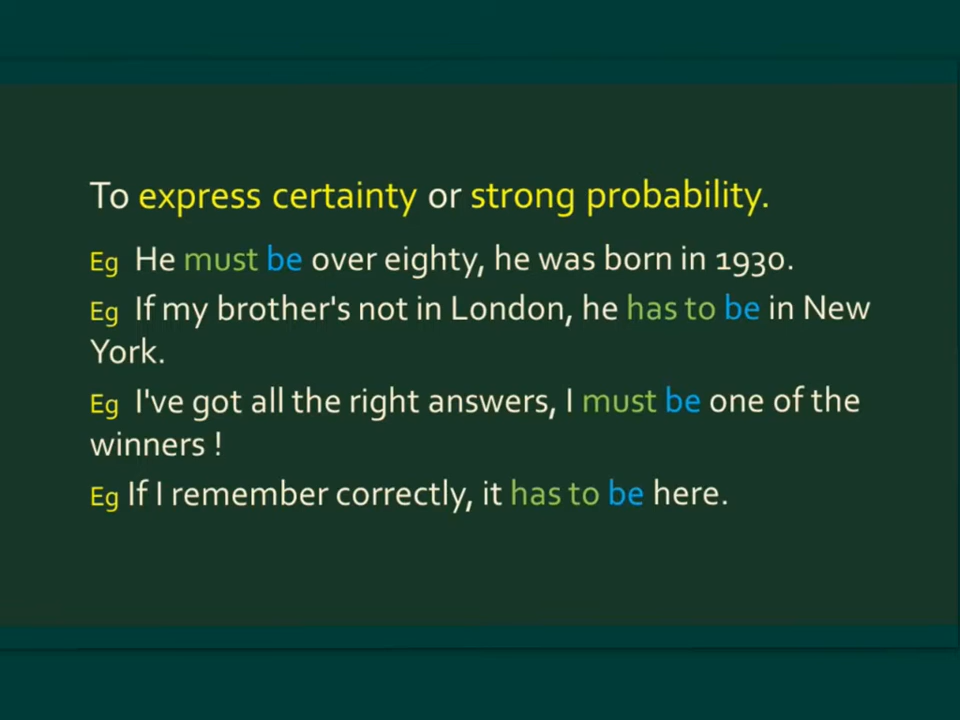 To express certainty or strong probability.
Eg He must be over eighty, he was born in 1930.
Eg If my brother's not in London, he has to be in New
York.
Eg I've got all the right answers, I must be one of the
winners !
Eg If I remember correctly, it has to be here.